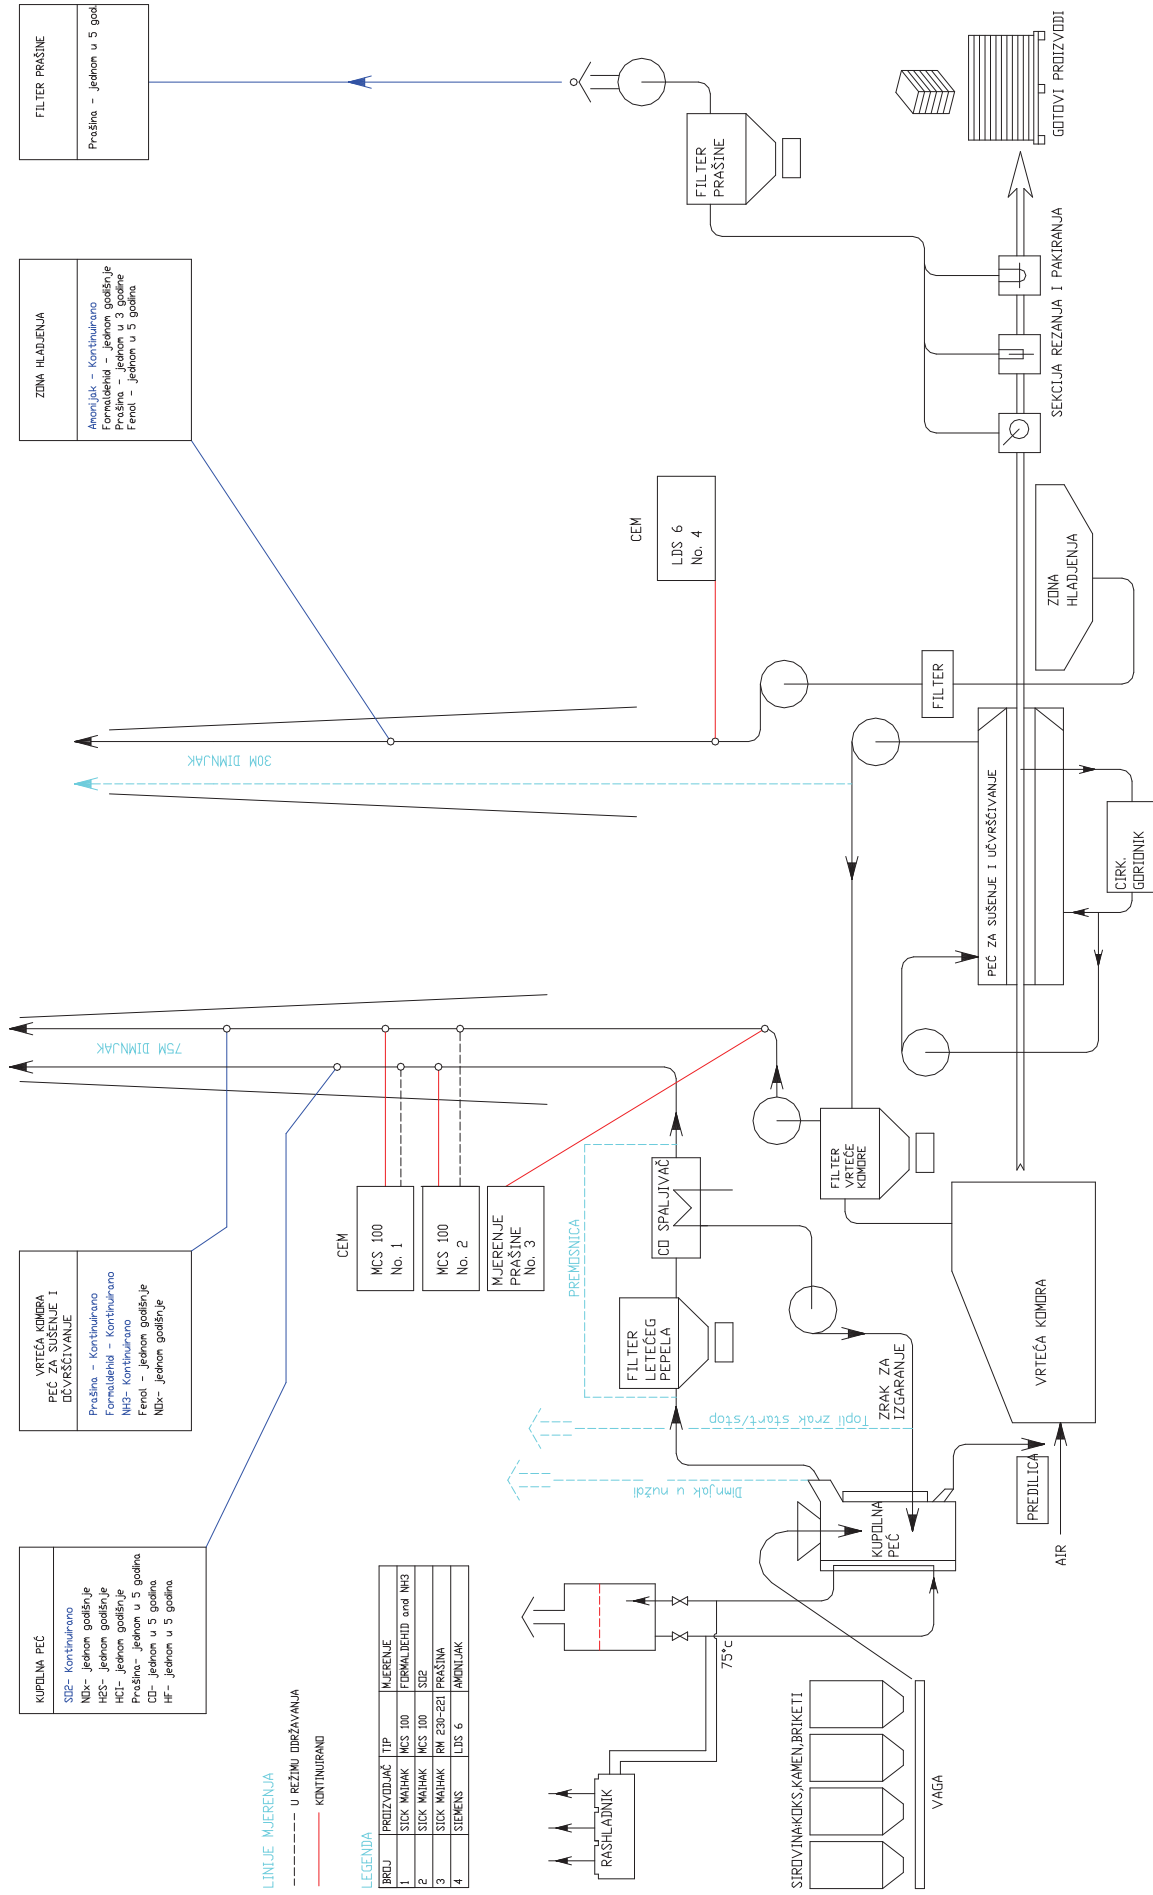 KUPOLNA PEĆ
SO2- Kontinuirano
NOx- jednom godišnje
H2S- jednom godišnje
HCl- jednom godišnje
Prašina- jednom u 5 godina
CO- jednom u 5 godina
HF- jednom u 5 godina
VRTEĆA KOMORA
PEĆ ZA SUŠENJE I
OČVRŠĆIVANJE
Prašina - Kontinuirano
Formaldehid - Kontinuirano
NH3- Kontinuirano
Fenol - jednom godišnje
NOx- jednom godišnje
ZONA HLADJENJA
Amonijak - Kontinuirano
Formaldehid - jednom godišnje
Prašina - jednom u 3 godine
Fenol - jednom u 5 godina
FILTER PRAŠINE
Prašina - jednom u 5 god.
LINIJE MJERENJA
U REŽIMU ODRŽAVANJA
KONTINUIRANO
LEGENDA
BROJ PROIZVODJAČ TIP MJERENJE
1 SICK MAIHAK MCS 100 FORMALDEHID and NH3
2 SICK MAIHAK MCS 100 SO2
3 SICK MAIHAK RM 230-221 PRAŠINA
4 SIEMENS LDS 6 AMONIJAK
75M DIMNJAK
30M DIMNJAK
CEM
MCS 100
No. 1
MCS 100
No. 2
MJERENJE
PRAŠINE
No. 3
CEM
LDS 6
No. 4
PREMOSNICA
FILTER
LETEĆEG
PEPELA
CO SPALJIVAČ
Dimnjak u nuždi
Topli zrak start/stop
ZRAK ZA
IZGARANJE
FILTER
VRTEĆE
KOMORE
FILTER
PRAŠINE
FILTER
RASHLADNIK
75°c
KUPOLNA
PEĆ
PREDILICA
AIR
VRTEĆA KOMORA
PEĆ ZA SUŠENJE I UČVRŠĆIVANJE
CIRK.
GORIONIK
ZONA
HLADJENJA
SEKCIJA REZANJA I PAKIRANJA
GOTOVI PROIZVODI
SIROVINA:KOKS,KAMEN,BRIKETI
VAGA